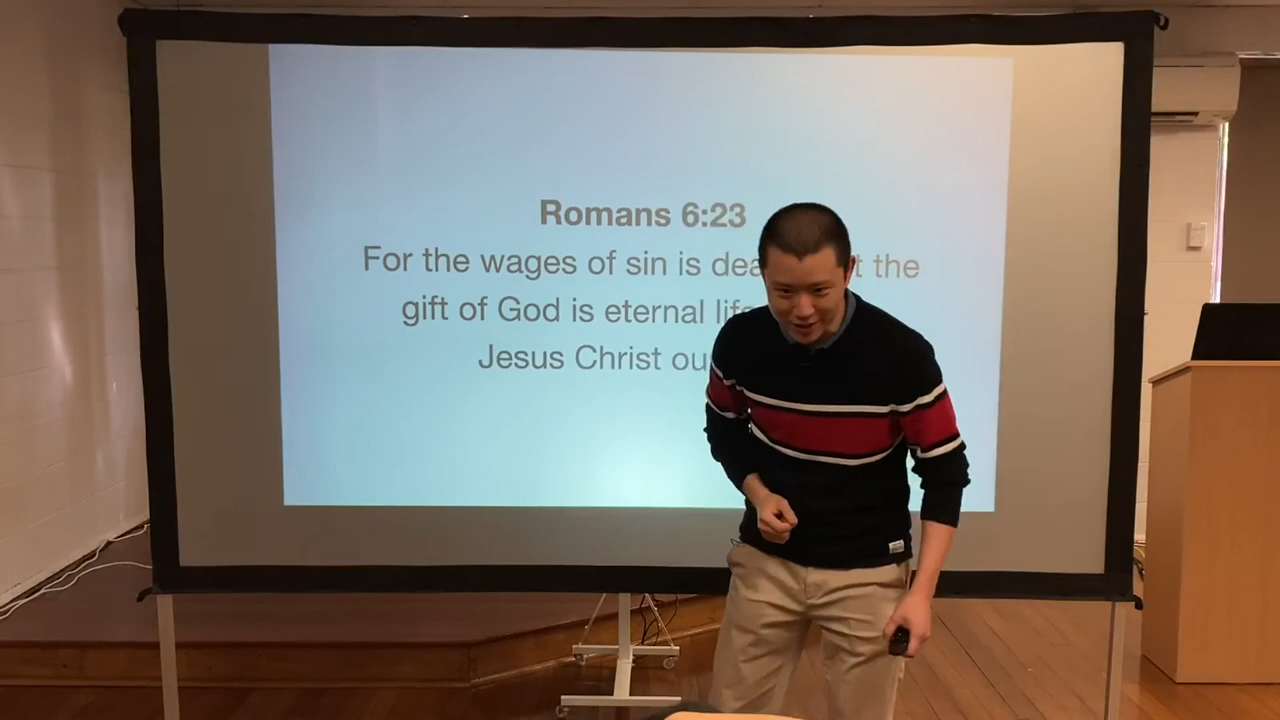 Romans 6:23
For the wages of sin is dea t the
gift of God is eternal life
Jesus Christ ou